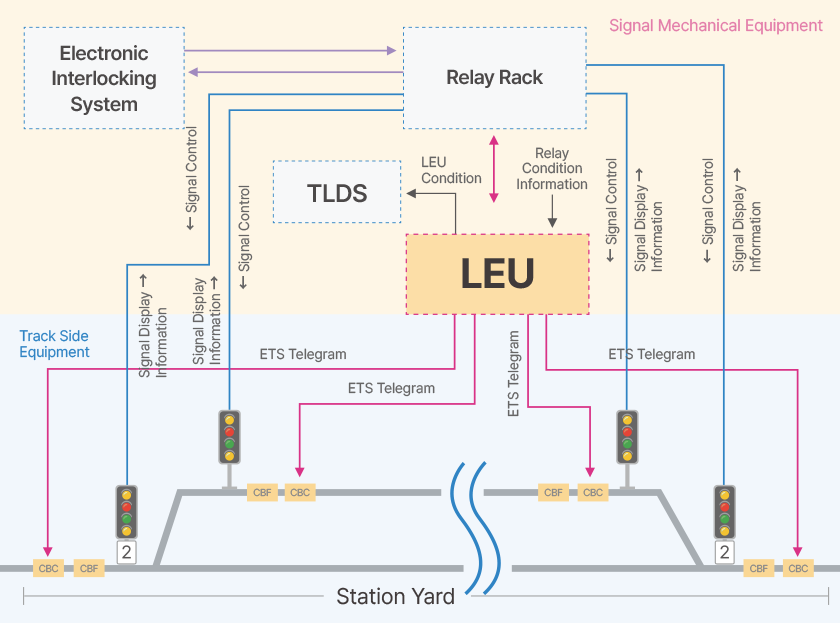 Signal Mechanical Equipment
Electronic
Interlocking
System
Relay Rack
TLDS
LEU
Condition
Relay
Condition
Information
LEU
← Signal Control
← Signal Control
Signal Display →
Information
Signal Display →
Information
← Signal Control
Signal Display →
Information
← Signal Control
Signal Display →
Information
Track Side
Equipment
ETS Telegram
ETS Telegram
ETS Telegram
ETS Telegram
CBF
CBC
CBF
CBC
2
2
CBC
CBF
CBF
CBC
Station Yard